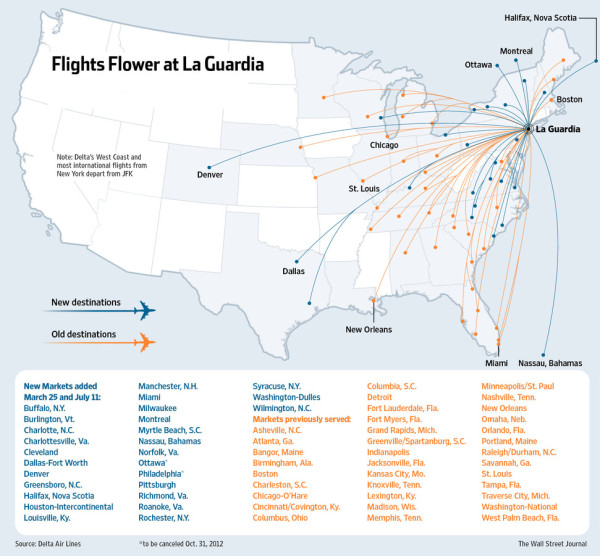 Halifax, Nova Scotia
Montreal
Ottawa
Flights Flower at La Guardia
Boston
La Guardia
Chicago
Note: Delta's West Coast and
most international flights from
New York depart from JFK
Denver
St. Louis
Dallas
New destinations
Old destinations
New Orleans
Miami
Nassau, Bahamas
New Markets added
March 25 and July 11:
Buffalo, N.Y.
Burlington, Vt.
Charlotte, N.C.
Charlottesville, Va.
Cleveland
Dallas-Fort Worth
Denver
Greensboro, N.C.
Halifax, Nova Scotia
Houston-Intercontinental
Louisville, Ky.
Manchester, N.H.
Miami
Milwaukee
Montreal
Myrtle Beach, S.C.
Nassau, Bahamas
Norfolk, Va.
Ottawa*
Philadelphia*
Pittsburgh
Richmond, Va.
Roanoke, Va.
Rochester, N.Y.
Syracuse, N.Y.
Washington-Dulles
Wilmington, N.C.
Markets previously served:
Asheville, N.C.
Atlanta, Ga.
Bangor, Maine
Birmingham, Ala.
Boston
Charleston, S.C.
Chicago-O'Hare
Cincinnati/Covington, Ky.
Columbus, Ohio
Columbia, S.C.
Detroit
Fort Lauderdale, Fla.
Fort Myers, Fla.
Grand Rapids, Mich.
Greenville/Spartanburg, S.C.
Indianapolis
Jacksonville, Fla.
Kansas City, Mo.
Knoxville, Tenn.
Lexington, Ky.
Madison, Wis.
Memphis, Tenn.
Minneapolis/St. Paul
Nashville, Tenn.
New Orleans
Omaha, Neb.
Orlando, Fla.
Portland, Maine
Raleigh/Durham, N.C.
Savannah, Ga.
St. Louis
Tampa, Fla.
Traverse City, Mich.
Washington-National
West Palm Beach, Fla.
Source: Delta Air Lines
*to be canceled Oct. 31, 2012
The Wall Street Journal